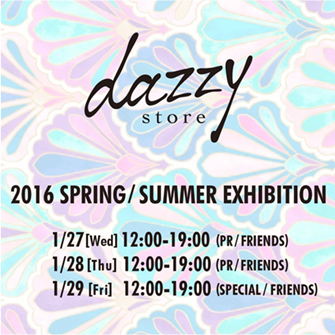 dazzy
store
2016 SPRING/SUMMER EXHIBITION
1/27[Wed] 12:00-19:00 (PR/FRIENDS)
1/28[Thu] 12:00-19:00 (PR/FRIENDS)
1/29[Fri] 12:00-19:00 (SPECIAL/FRIENDS)